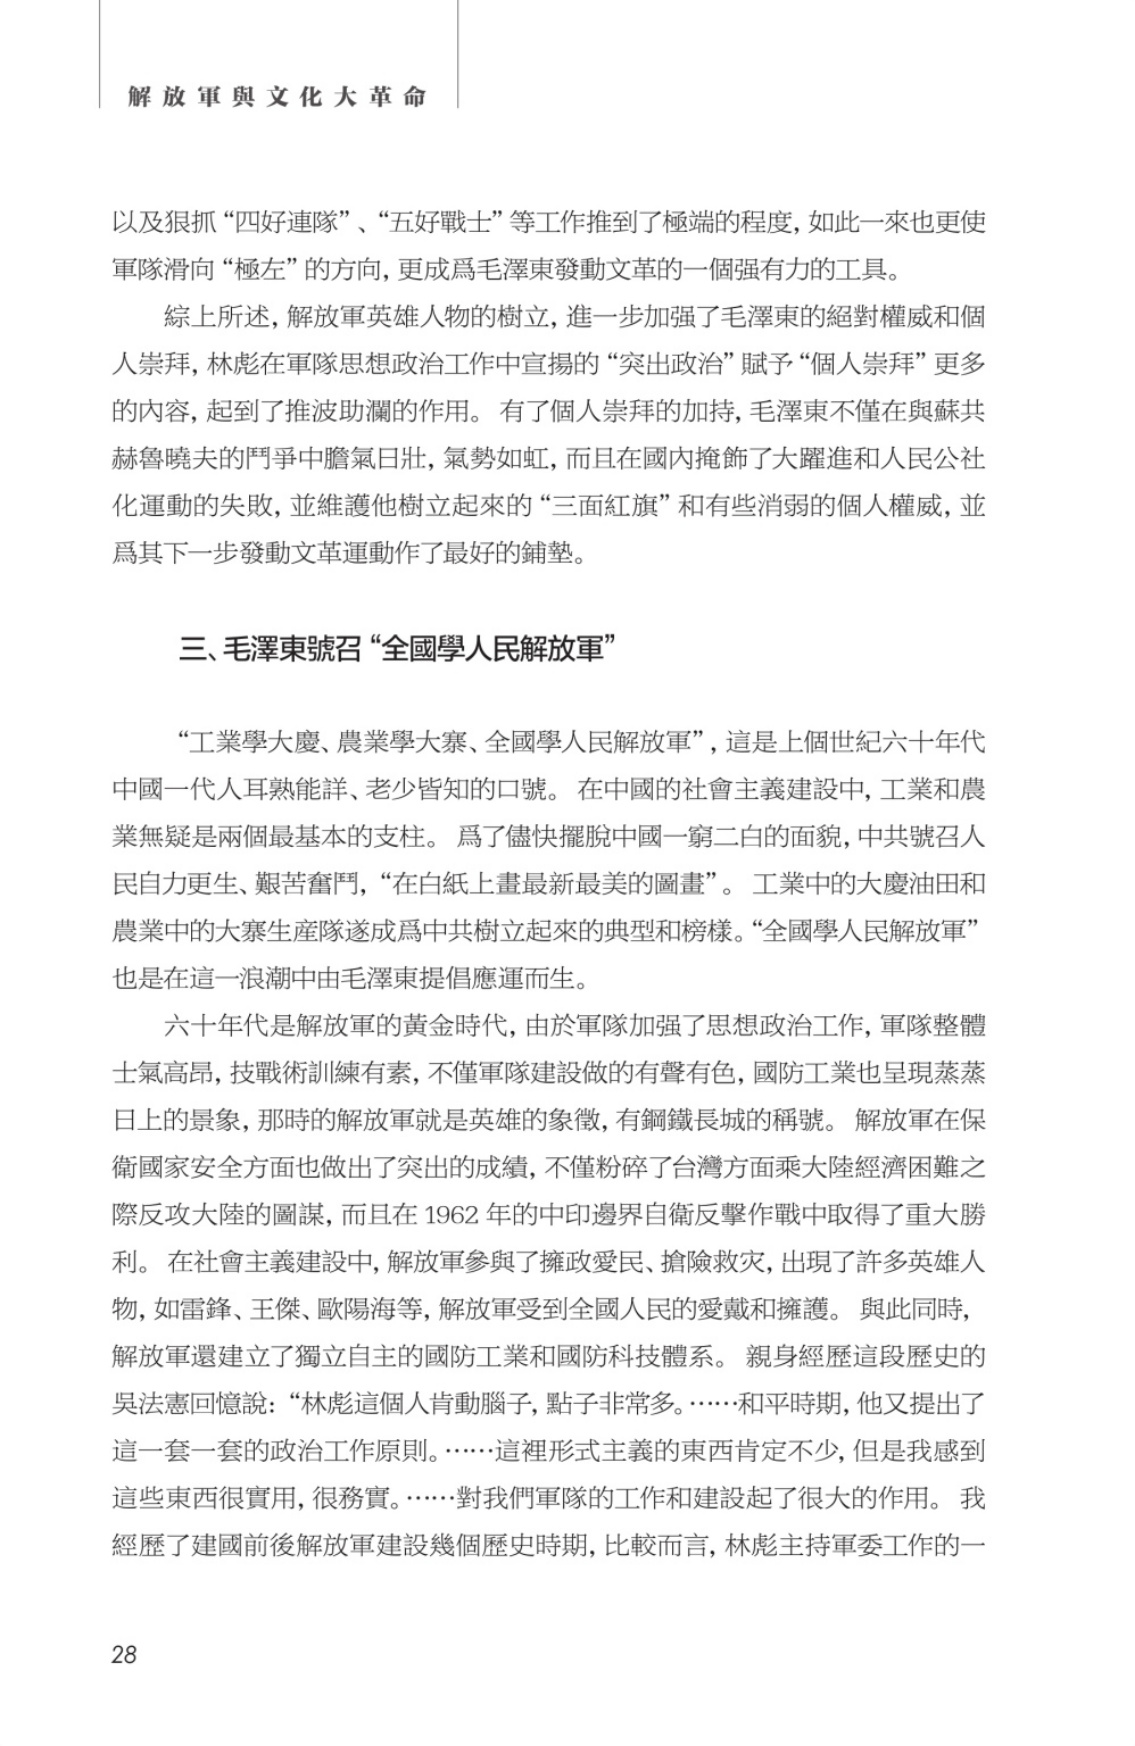 解放軍與文化大革命
以及狠抓“四好連隊”、“五好戰士”等工作推到了極端的程度, 如此一來也更使
軍隊滑向“極左”的方向, 更成爲毛澤東發動文革的一個强有力的工具。
綜上所述, 解放軍英雄人物的樹立, 進一步加强了毛澤東的絕對權威和個
人崇拜, 林彪在軍隊思想政治工作中宣揚的“突出政治”賦予“個人崇拜”更多
的內容, 起到了推波助瀾的作用。 有了個人崇拜的加持, 毛澤東不僅在與蘇共
赫魯曉夫的鬥爭中膽氣日壯, 氣勢如虹, 而且在國內掩飾了大躍進和人民公社
化運動的失敗, 並維護他樹立起來的“三面紅旗”和有些消弱的個人權威, 並
爲其下一步發動文革運動作了最好的鋪墊。
三、毛澤東號召“全國學人民解放軍”
“工業學大慶、農業學大寨、全國學人民解放軍”, 這是上個世紀六十年代
中國一代人耳熟能詳、老少皆知的口號。 在中國的社會主義建設中, 工業和農
業無疑是兩個最基本的支柱。 爲了儘快擺脫中國一窮二白的面貌, 中共號召人
民自力更生、艱苦奮鬥, “在白紙上畫最新最美的圖畫”。 工業中的大慶油田和
農業中的大寨生産隊遂成爲中共樹立起來的典型和榜樣。“全國學人民解放軍”
也是在這一浪潮中由毛澤東提倡應運而生。
六十年代是解放軍的黃金時代, 由於軍隊加强了思想政治工作, 軍隊整體
士氣高昂, 技戰術訓練有素, 不僅軍隊建設做的有聲有色, 國防工業也呈現蒸蒸
日上的景象, 那時的解放軍就是英雄的象徵, 有鋼鐵長城的稱號。 解放軍在保
衛國家安全方面也做出了突出的成績, 不僅粉碎了台灣方面乘大陸經濟困難之
際反攻大陸的圖謀, 而且在 1962 年的中印邊界自衛反擊作戰中取得了重大勝
利。 在社會主義建設中, 解放軍參與了擁政愛民、搶險救灾, 出現了許多英雄人
物, 如雷鋒、王傑、歐陽海等, 解放軍受到全國人民的愛戴和擁護。 與此同時,
解放軍還建立了獨立自主的國防工業和國防科技體系。 親身經歷這段歷史的
吳法憲回憶說: “林彪這個人肯動腦子, 點子非常多。……和平時期, 他又提出了
這一套一套的政治工作原則。……這裡形式主義的東西肯定不少, 但是我感到
這些東西很實用, 很務實。……對我們軍隊的工作和建設起了很大的作用。 我
經歷了建國前後解放軍建設幾個歷史時期, 比較而言, 林彪主持軍委工作的一
28